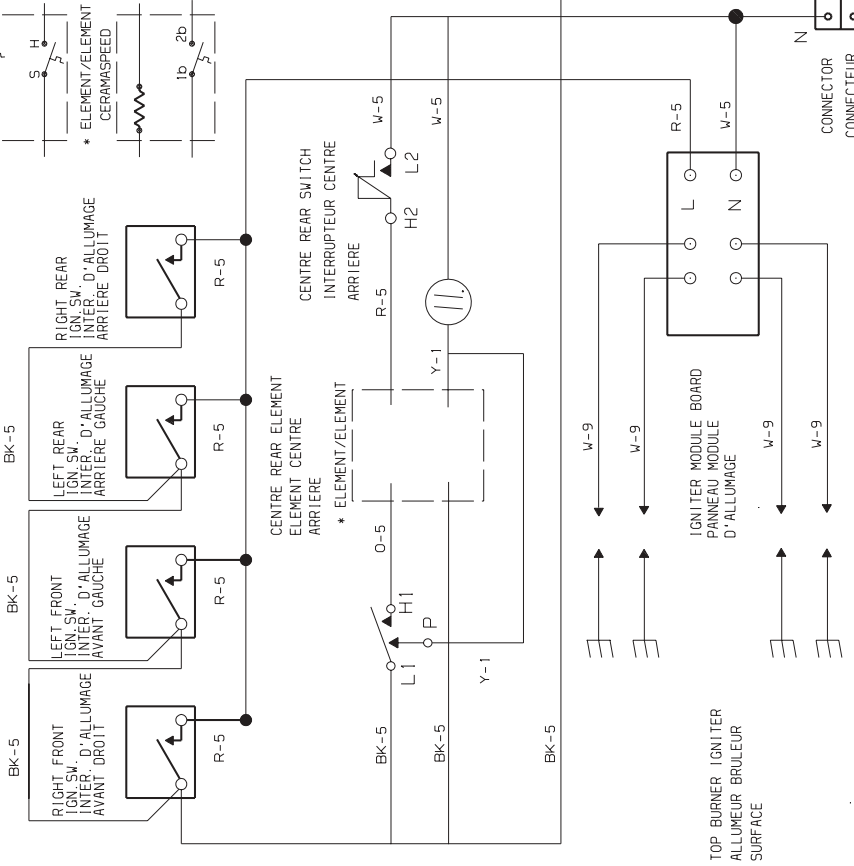 S
H
* ELEMENT/ELEMENT
CERAMASPEED
1b
2b
RIGHT REAR
IGN.SW.
INTER. D'ALLUMAGE
ARRIERE DROIT
R-5
BK-5
LEFT REAR
IGN.SW.
INTER. D'ALLUMAGE
ARRIERE GAUCHE
R-5
BK-5
LEFT FRONT
IGN.SW.
INTER. D'ALLUMAGE
AVANT GAUCHE
R-5
BK-5
RIGHT FRONT
IGN.SW.
INTER. D'ALLUMAGE
AVANT DROIT
R-5
CENTRE REAR SWITCH
INTERRUPTEUR CENTRE
ARRIERE
H2
L2
W-5
W-5
R-5
Y-1
CENTRE REAR ELEMENT
ELEMENT CENTRE
ARRIERE
* ELEMENT/ELEMENT
O-5
L1
H1
P
Y-1
BK-5
BK-5
BK-5
R-5
W-5
L
N
N
CONNECTOR
CONNECTEUR
IGNITER MODULE BOARD
PANNEAU MODULE
D'ALLUMAGE
W-9
W-9
W-9
W-9
TOP BURNER IGNITER
ALLUMEUR BRULEUR
SURFACE